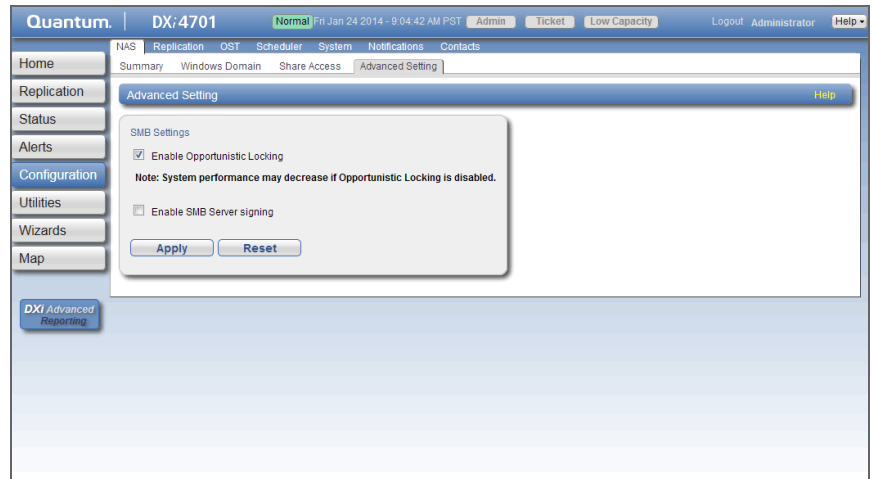 Quantum. DXi4701 Normal Fri Jan 24 2014 - 9:04:42 AM PST Admin Ticket Low Capacity Logout Administrator Help
NAS Replication OST Scheduler System Notifications Contacts
Summary Windows Domain Share Access Advanced Setting
Home
Replication
Status
Alerts
Configuration
Utilities
Wizards
Map
DXi Advanced
Reporting
Advanced Setting Help
SMB Settings
Enable Opportunistic Locking
Note: System performance may decrease if Opportunistic Locking is disabled.
Enable SMB Server signing
Apply Reset